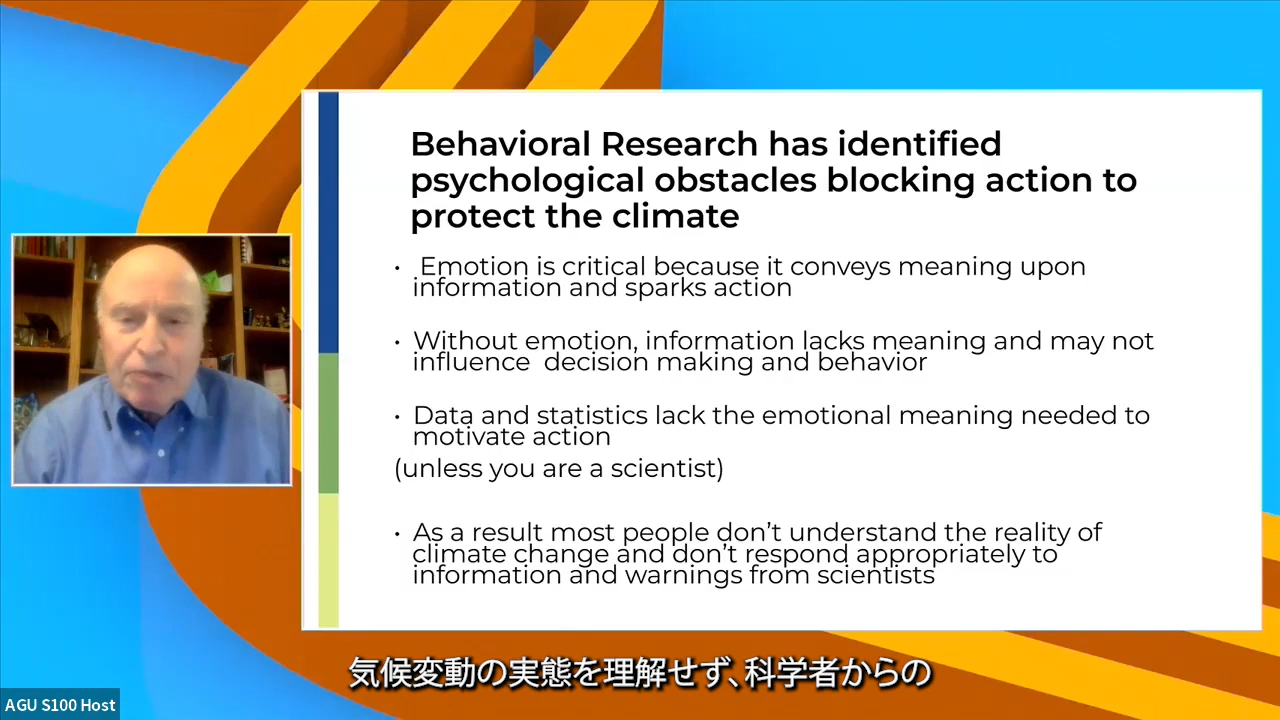 Behavioral Research has identified
psychological obstacles blocking action to
protect the climate
• Emotion is critical because it conveys meaning upon
information and sparks action
• Without emotion, information lacks meaning and may not
influence decision making and behavior
• Data and statistics lack the emotional meaning needed to
motivate action
(unless you are a scientist)
• As a result most people don't understand the reality of
climate change and don't respond appropriately to
information and warnings from scientists
気候変動の実態を理解せず、科学者からの
AGU S100 Host